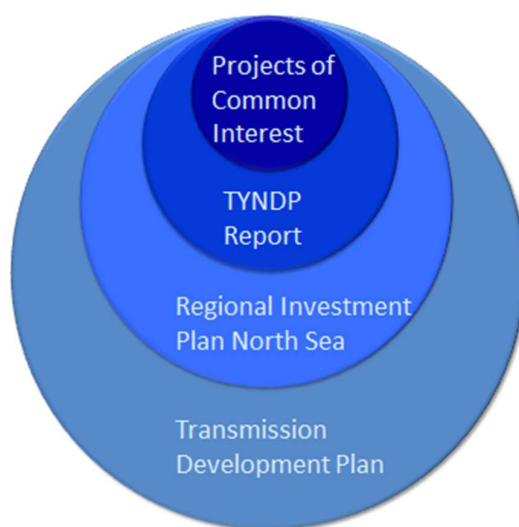 Projects of
Common
Interest
TYNDP
Report
Regional Investment
Plan North Sea
Transmission
Development Plan